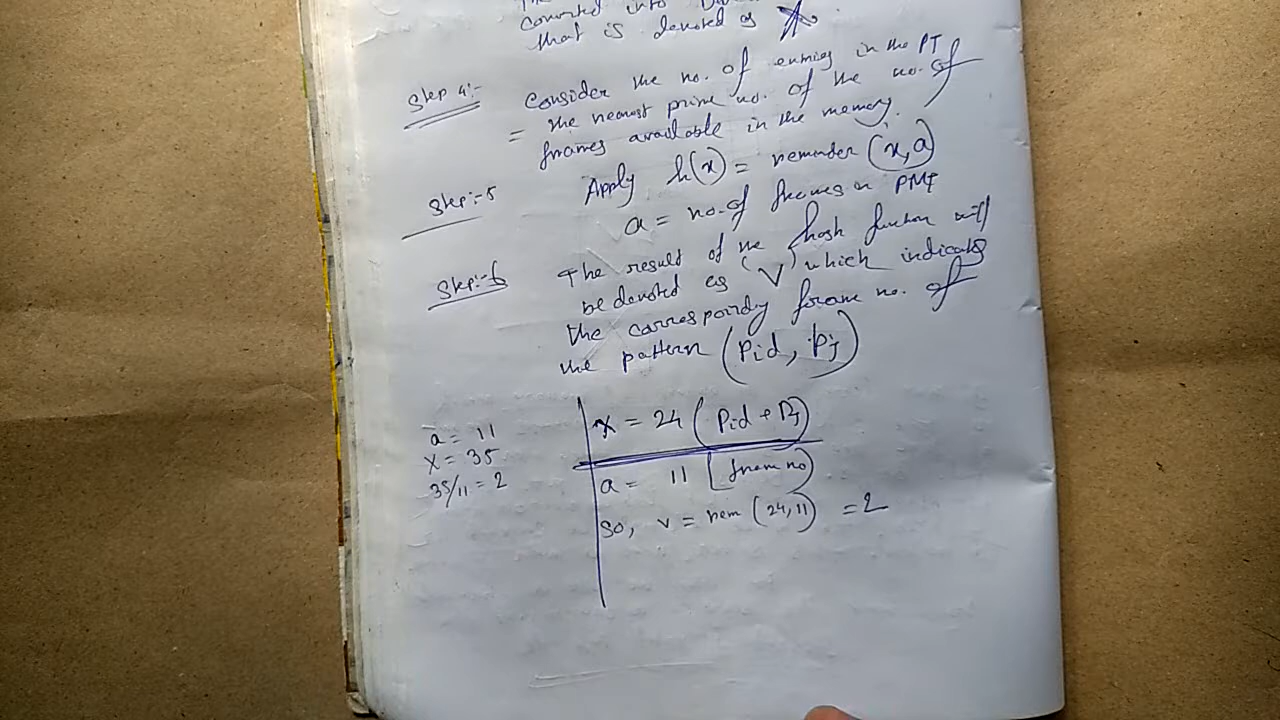 converted into
that is denoted as X.
Step 4:- Consider the no. of entries in the PT
= the nearest prime no. of the no. of
frames available in the memory.
Step:-5 Apply h(x) = reminder (x, a)
a = no. of frames in PMT
Step:-6 The result of the hash function will
be denoted as (V) which indicates
the correspondig frame no. of
the pattern (Pid, Pj)
a = 11
X = 35
35/11 = 2
X = 24 (Pid + Pj)
a = 11 [fram no)
So, v = rem (24,11) = 2